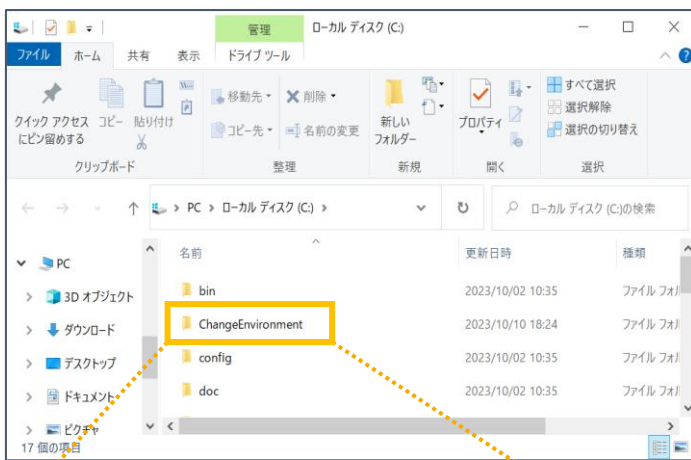 管理 ローカル ディスク (C:)
ファイル ホーム 共有 表示 ドライブ ツール
クイック アクセス
にピン留めする
コピー 貼り付け
移動先 削除
コピー先 名前の変更
新しい
フォルダー
プロパティ
すべて選択
選択解除
選択の切り替え
クリップボード 整理 新規 開く 選択
PC > ローカル ディスク (C:) > ローカル ディスク (C:)の検索
名前 更新日時 種類
PC
bin 2023/10/02 10:35 ファイル フォル
3D オブジェクト
ChangeEnvironment 2023/10/10 18:24 ファイル フォル
ダウンロード
config 2023/10/02 10:35 ファイル フォル
デスクトップ
doc 2023/10/02 10:35 ファイル フォル
ドキュメント
ピクチャ
17 個の項目